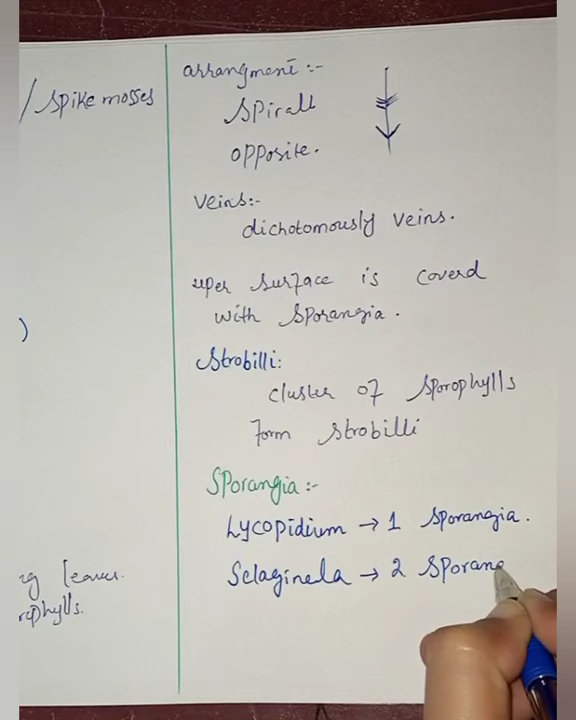 / Spike mosses
)
leaves.
arrangment:-
Spirall
opposite.
Veins:-
dichotomously veins.
uper surface is coverd
with sporangia.
Strobilli:
cluster of sporophylls
form strobilli
Sporangia:-
Lycopidium → 1 sporangia.
Selaginela → 2 sporang